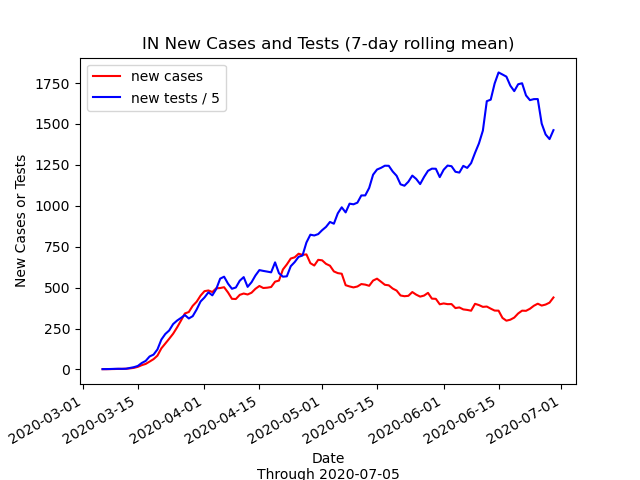 IN New Cases and Tests (7-day rolling mean)
new cases
new tests / 5
New Cases or Tests
1750
1500
1250
1000
750
500
250
0
2020-03-01
2020-03-15
2020-04-01
2020-04-15
2020-05-01
2020-05-15
2020-06-01
2020-06-15
2020-07-01
Date
Through 2020-07-05